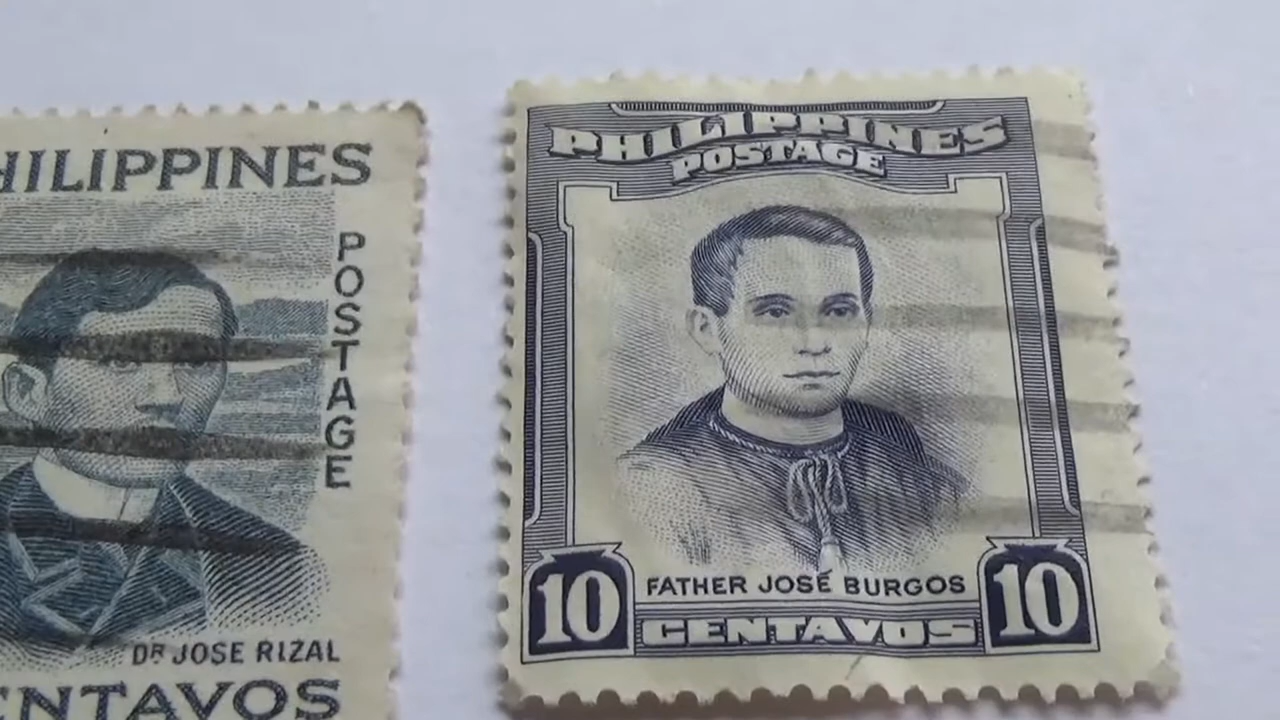 HILIPPINES
POSTAGE
DR JOSE RIZAL
ENTAVOS
PHILIPPINES
POSTAGE
10 FATHER JOSÉ BURGOS 10
CENTAVOS